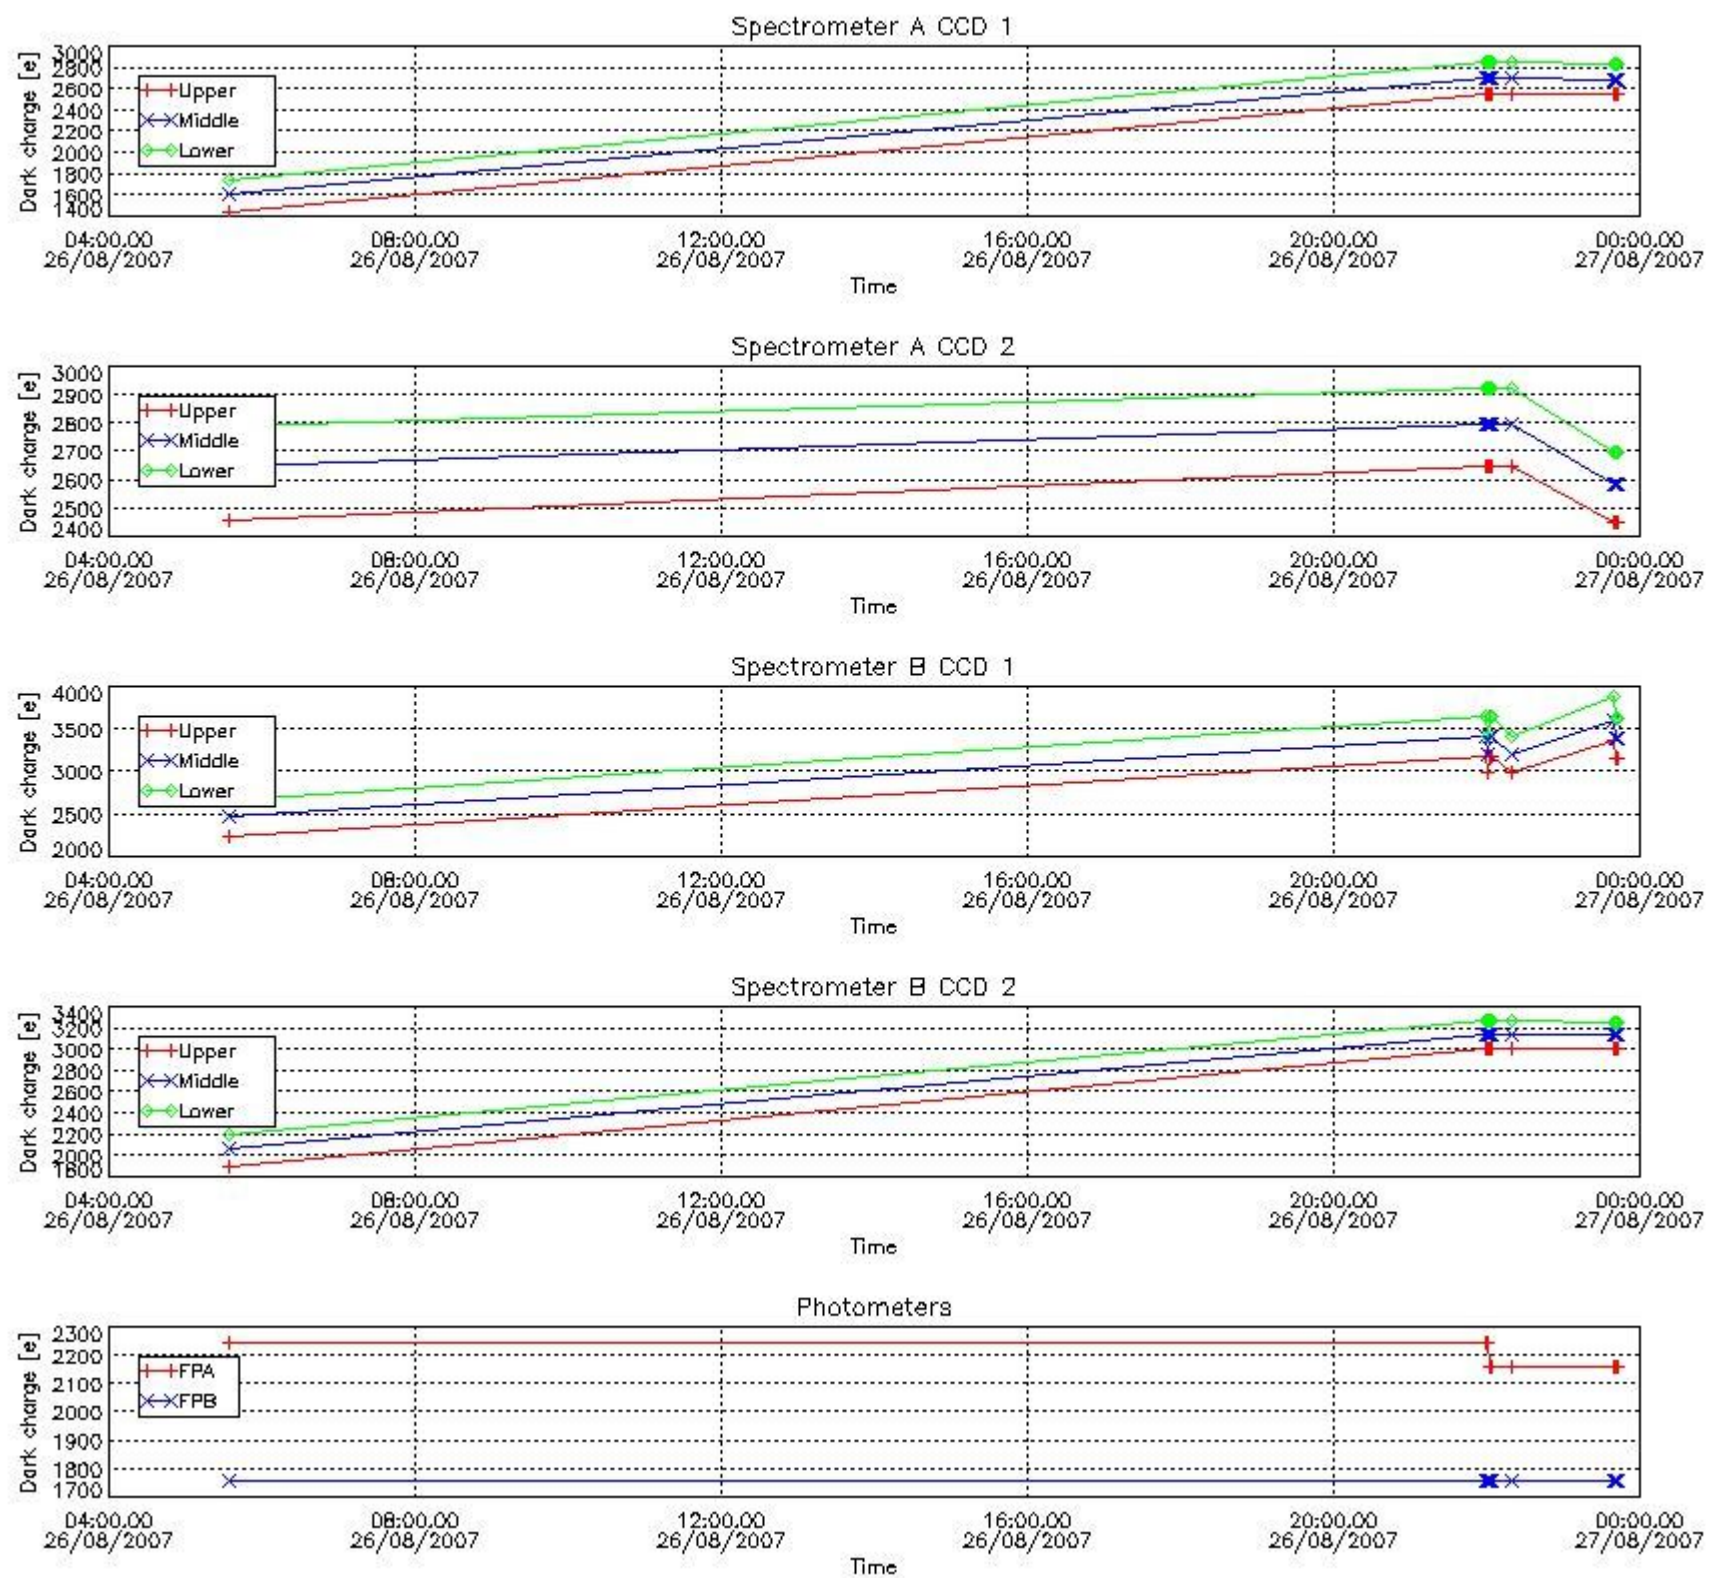 Spectrometer A CCD 1
Dark charge [e]
3000
2800
2600
2400
2200
2000
1800
1600
1400
Upper
Middle
Lower
04:00.00 08:00.00 12:00.00 16:00.00 20:00.00 00:00.00
26/08/2007 26/08/2007 26/08/2007 26/08/2007 26/08/2007 27/08/2007
Time
Spectrometer A CCD 2
Dark charge [e]
3000
2900
2800
2700
2600
2500
2400
Upper
Middle
Lower
04:00.00 08:00.00 12:00.00 16:00.00 20:00.00 00:00.00
26/08/2007 26/08/2007 26/08/2007 26/08/2007 26/08/2007 27/08/2007
Time
Spectrometer B CCD 1
Dark charge [e]
4000
3500
3000
2500
2000
Upper
Middle
Lower
04:00.00 08:00.00 12:00.00 16:00.00 20:00.00 00:00.00
26/08/2007 26/08/2007 26/08/2007 26/08/2007 26/08/2007 27/08/2007
Time
Spectrometer B CCD 2
Dark charge [e]
3400
3200
3000
2800
2600
2400
2200
2000
1800
Upper
Middle
Lower
04:00.00 08:00.00 12:00.00 16:00.00 20:00.00 00:00.00
26/08/2007 26/08/2007 26/08/2007 26/08/2007 26/08/2007 27/08/2007
Time
Photometers
Dark charge [e]
2300
2200
2100
2000
1900
1800
1700
FPA
FPB
04:00.00 08:00.00 12:00.00 16:00.00 20:00.00 00:00.00
26/08/2007 26/08/2007 26/08/2007 26/08/2007 26/08/2007 27/08/2007
Time